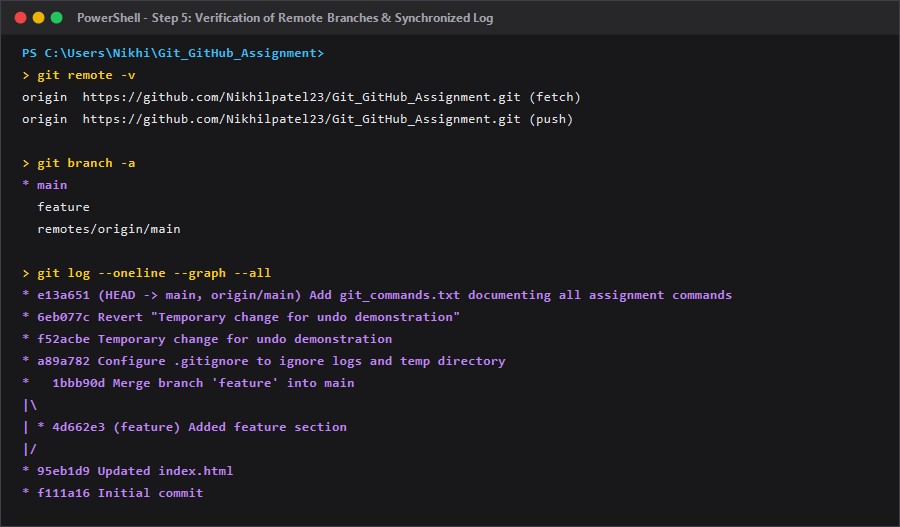 PowerShell - Step 5: Verification of Remote Branches & Synchronized Log
PS C:\Users\Nikhi\Git_GitHub_Assignment>
> git remote -v
origin  https://github.com/Nikhilpatel23/Git_GitHub_Assignment.git (fetch)
origin  https://github.com/Nikhilpatel23/Git_GitHub_Assignment.git (push)
> git branch -a
* main
  feature
  remotes/origin/main
> git log --oneline --graph --all
* e13a651 (HEAD -> main, origin/main) Add git_commands.txt documenting all assignment commands
* 6eb077c Revert "Temporary change for undo demonstration"
* f52acbe Temporary change for undo demonstration
* a89a782 Configure .gitignore to ignore logs and temp directory
*   1bbb90d Merge branch 'feature' into main
|\
| * 4d662e3 (feature) Added feature section
|/
* 95eb1d9 Updated index.html
* f111a16 Initial commit